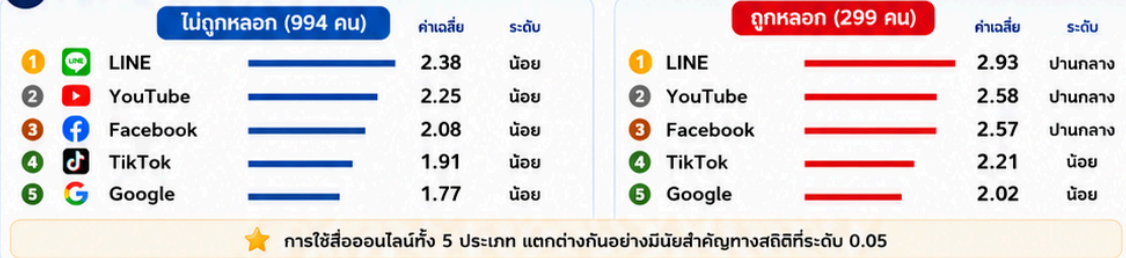 ไม่ถูกหลอก (994 คน) ค่าเฉลี่ย ระดับ
1 LINE 2.38 น้อย
2 YouTube 2.25 น้อย
3 Facebook 2.08 น้อย
4 TikTok 1.91 น้อย
5 Google 1.77 น้อย
ถูกหลอก (299 คน) ค่าเฉลี่ย ระดับ
1 LINE 2.93 ปานกลาง
2 YouTube 2.58 ปานกลาง
3 Facebook 2.57 ปานกลาง
4 TikTok 2.21 น้อย
5 Google 2.02 น้อย
การใช้สื่อออนไลน์ทั้ง 5 ประเภท แตกต่างกันอย่างมีนัยสำคัญทางสถิติที่ระดับ 0.05